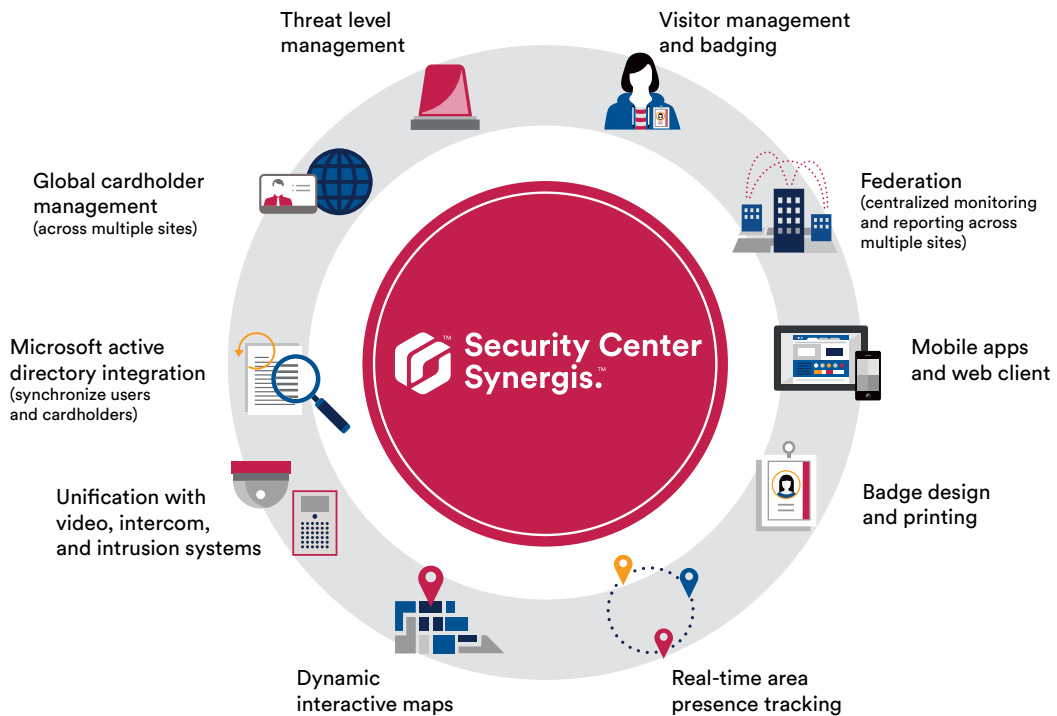 Threat level
management
Visitor management
and badging
Global cardholder
management
(across multiple sites)
Federation
(centralized monitoring
and reporting across
multiple sites)
Security Center
Synergis.™
™
Microsoft active
directory integration
(synchronize users
and cardholders)
Mobile apps
and web client
Unification with
video, intercom,
and intrusion systems
Badge design
and printing
Dynamic
interactive maps
Real-time area
presence tracking